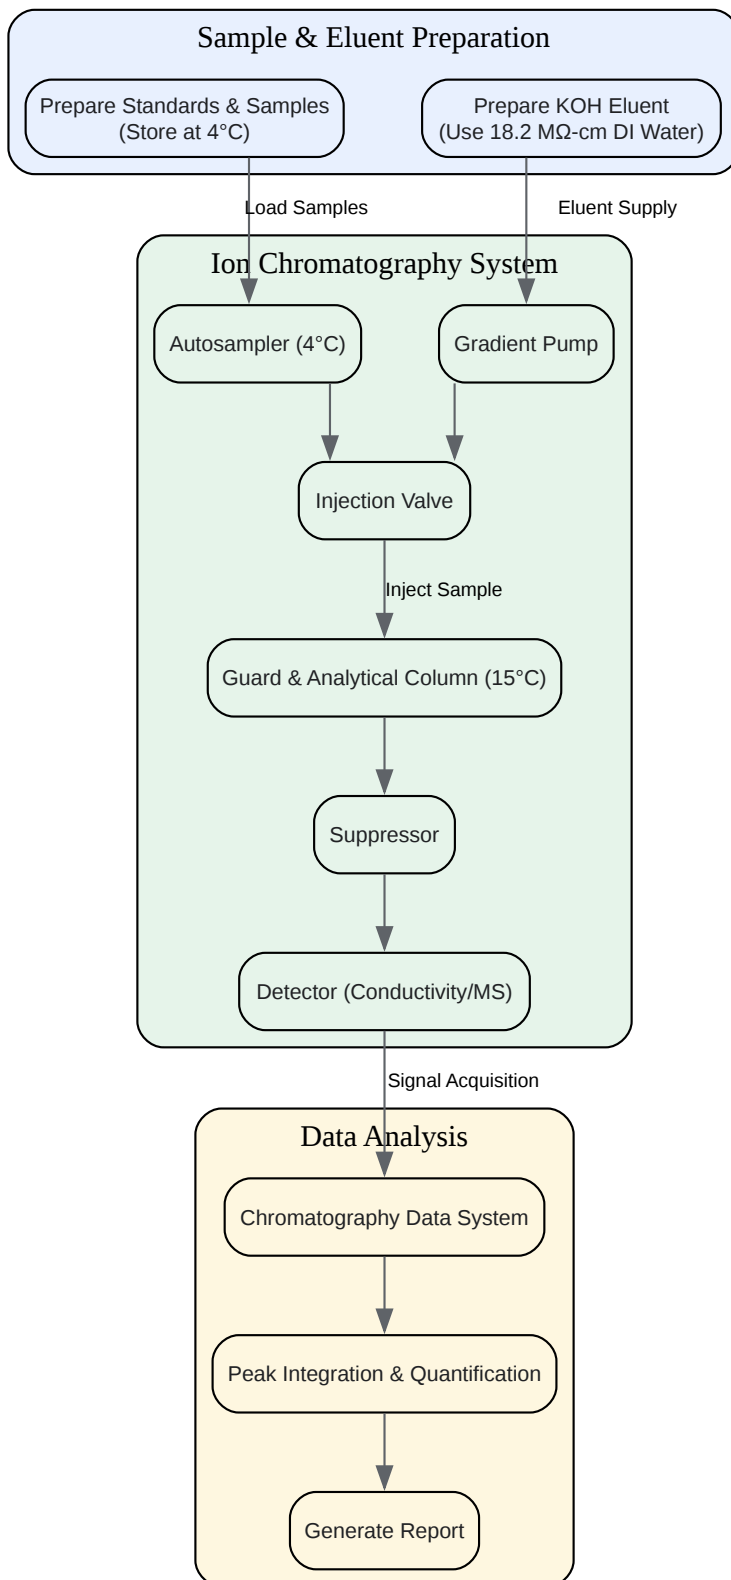 Sample & Eluent Preparation
Prepare Standards & Samples
(Store at 4°C)
Prepare KOH Eluent
(Use 18.2 MΩ-cm DI Water)
Load Samples
Eluent Supply
Ion Chromatography System
Autosampler (4°C)
Gradient Pump
Injection Valve
Inject Sample
Guard & Analytical Column (15°C)
Suppressor
Detector (Conductivity/MS)
Signal Acquisition
Data Analysis
Chromatography Data System
Peak Integration & Quantification
Generate Report